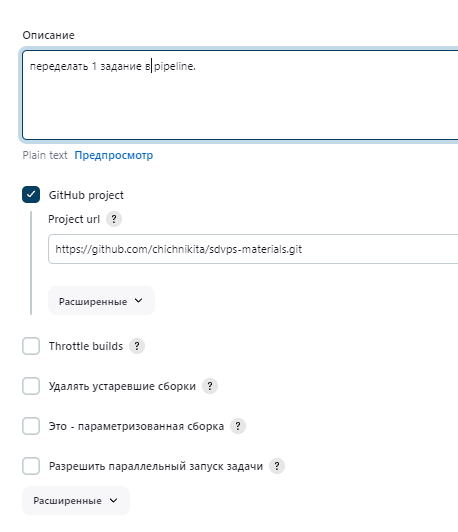 Описание
переделать 1 задание в pipeline.
Plain text Предпросмотр
GitHub project
Project url ?
https://github.com/chichnikita/sdvps-materials.git
Расширенные
Throttle builds ?
Удалять устаревшие сборки ?
Это - параметризованная сборка ?
Разрешить параллельный запуск задачи ?
Расширенные